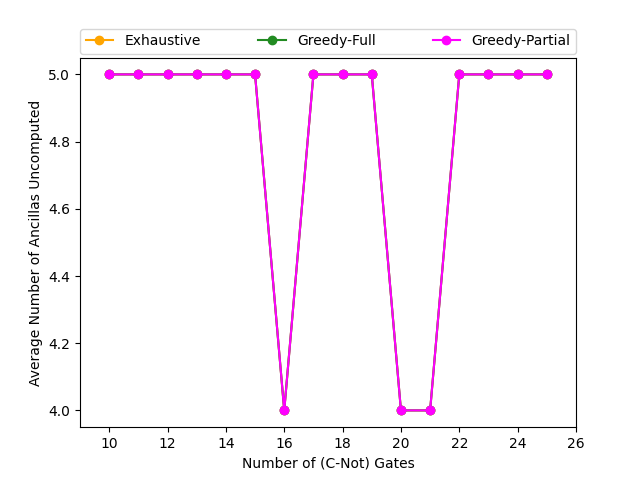 Exhaustive Greedy-Full Greedy-Partial
5.0
4.8
4.6
4.4
4.2
4.0
Average Number of Ancillas Uncomputed
10 12 14 16 18 20 22 24 26
Number of (C-Not) Gates